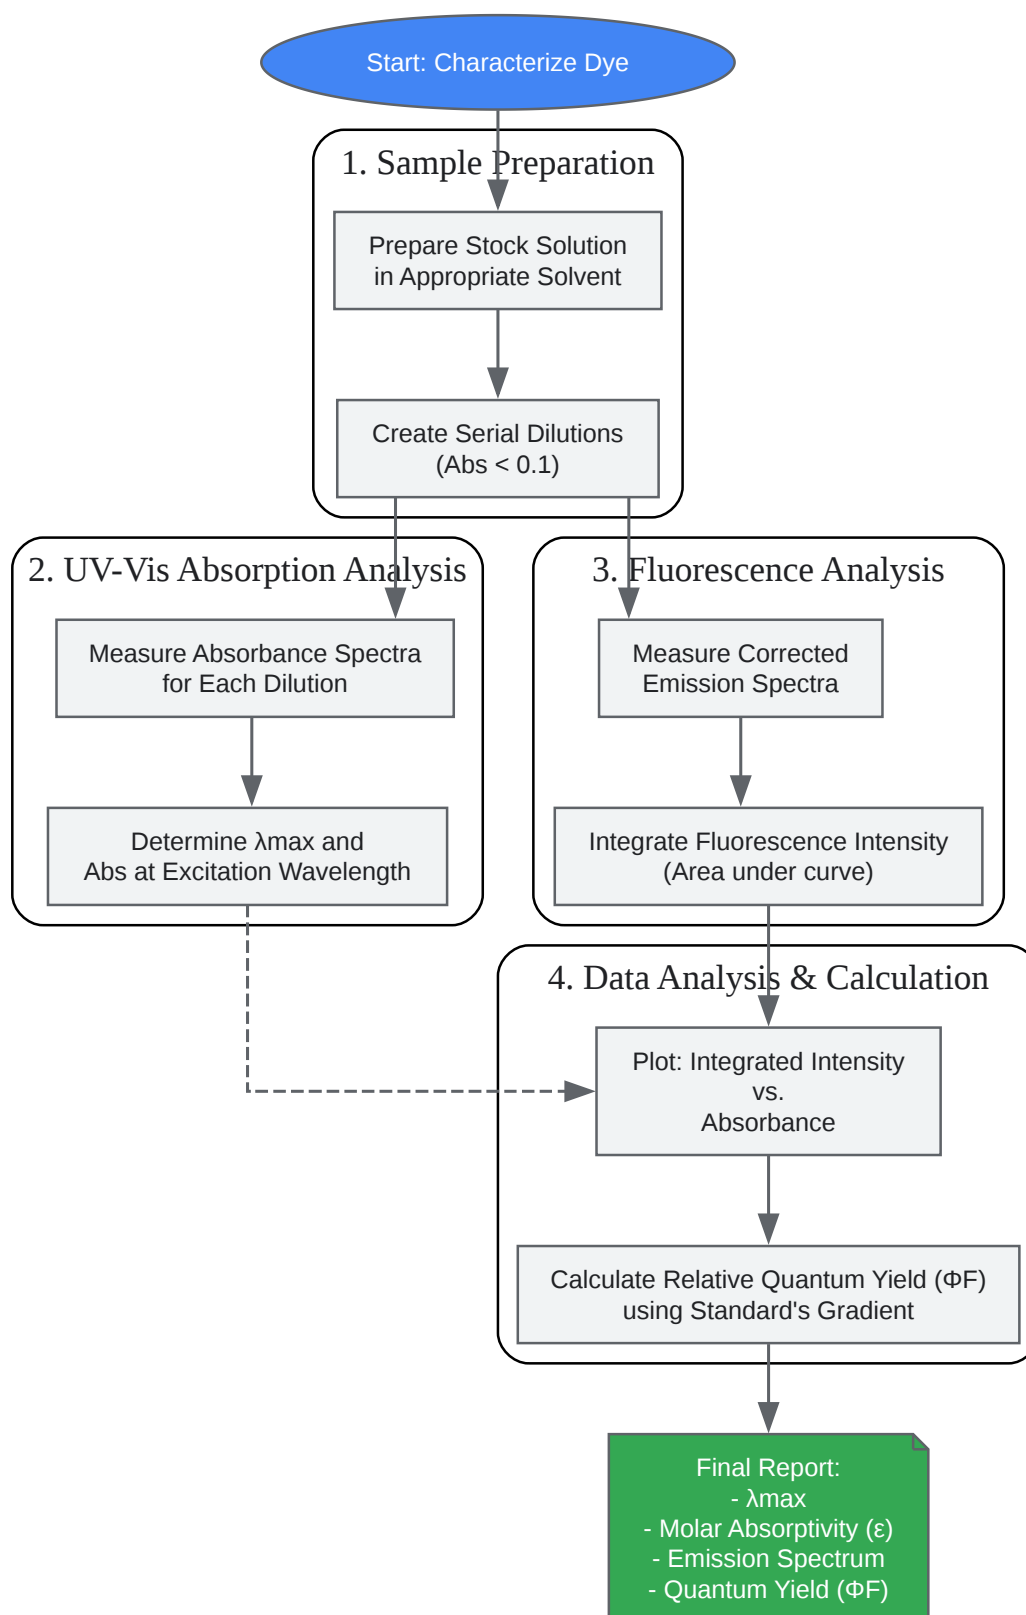 Start: Characterize Dye
1. Sample Preparation
Prepare Stock Solution
in Appropriate Solvent
Create Serial Dilutions
(Abs < 0.1)
2. UV-Vis Absorption Analysis
Measure Absorbance Spectra
for Each Dilution
Determine λmax and
Abs at Excitation Wavelength
3. Fluorescence Analysis
Measure Corrected
Emission Spectra
Integrate Fluorescence Intensity
(Area under curve)
4. Data Analysis & Calculation
Plot: Integrated Intensity
vs.
Absorbance
Calculate Relative Quantum Yield (ΦF)
using Standard's Gradient
Final Report:
- λmax
- Molar Absorptivity (ε)
- Emission Spectrum
- Quantum Yield (ΦF)